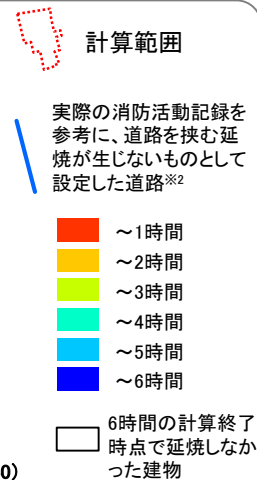 計算範囲
実際の消防活動記録を
参考に、道路を挟む延
焼が生じないものとして
設定した道路※2
～1時間
～2時間
～3時間
～4時間
～5時間
～6時間
6時間の計算終了
時点で延焼しなか
った建物
0)